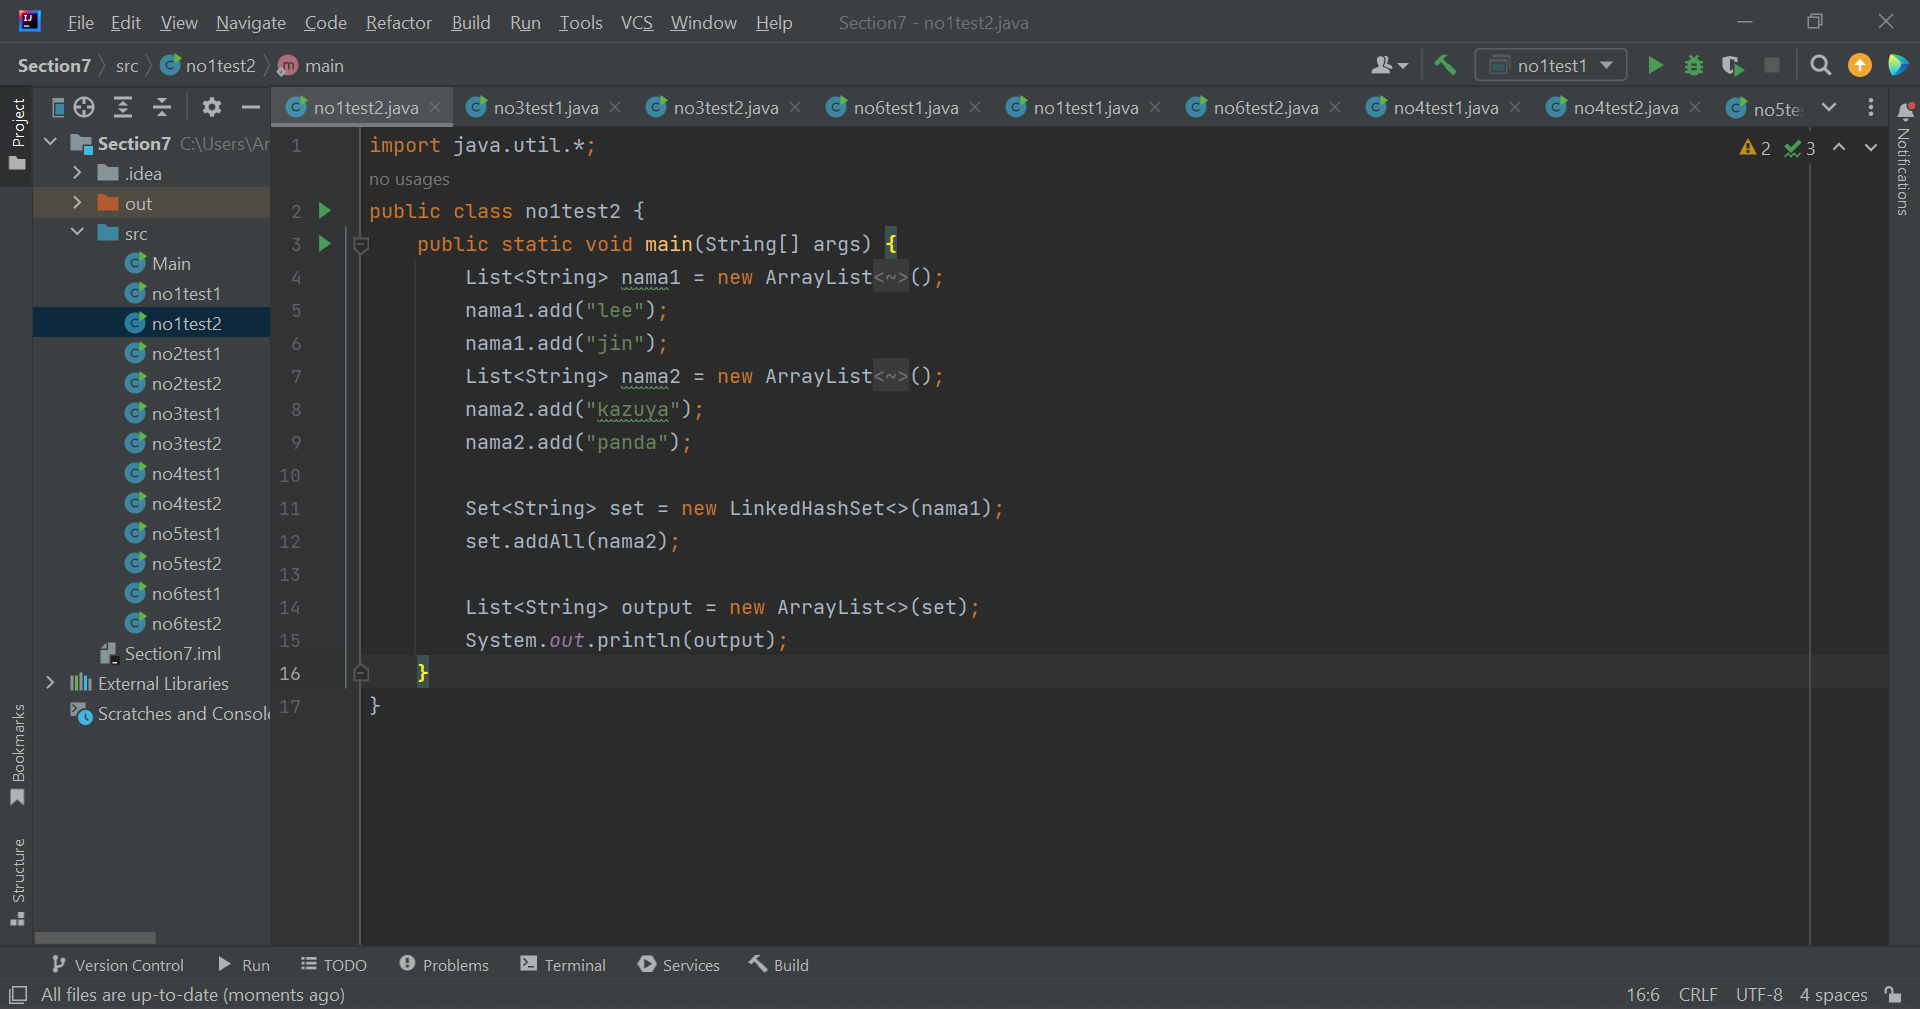 File Edit View Navigate Code Refactor Build Run Tools VCS Window Help Section7 - no1test2.java
Section7 src no1test2 main no1test1
Project
no1test2.java no3test1.java no3test2.java no6test1.java no1test1.java no6test2.java no4test1.java no4test2.java no5te
Notifications
Section7 C:\Users\Ar
.idea
out
src
Main
no1test1
no1test2
no2test1
no2test2
no3test1
no3test2
no4test1
no4test2
no5test1
no5test2
no6test1
no6test2
Section7.iml
External Libraries
Scratches and Consol
2 3
1 import java.util.*;
no usages
2 public class no1test2 {
3 public static void main(String[] args) {
4 List<String> nama1 = new ArrayList<~>();
5 nama1.add("lee");
6 nama1.add("jin");
7 List<String> nama2 = new ArrayList<~>();
8 nama2.add("kazuya");
9 nama2.add("panda");
10
11 Set<String> set = new LinkedHashSet<>(nama1);
12 set.addAll(nama2);
13
14 List<String> output = new ArrayList<>(set);
15 System.out.println(output);
16 }
17 }
Bookmarks
Structure
Version Control Run TODO Problems Terminal Services Build
All files are up-to-date (moments ago) 16:6 CRLF UTF-8 4 spaces